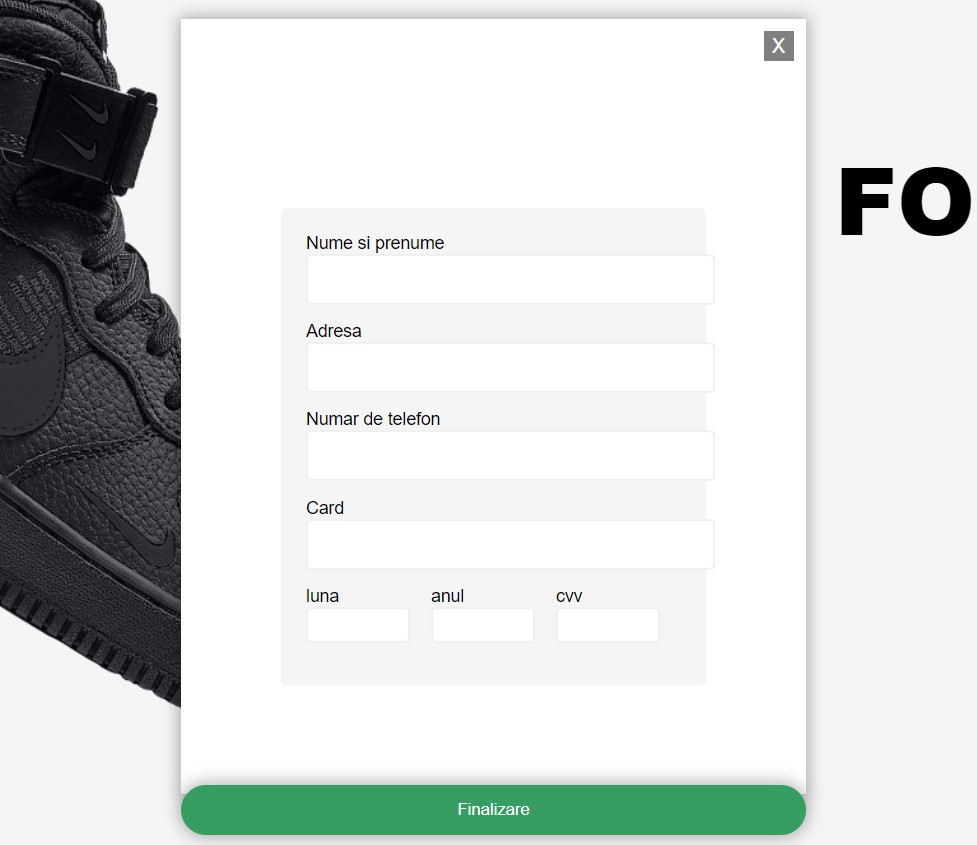 X
FO
Nume si prenume
Adresa
Numar de telefon
Card
luna anul cvv
Finalizare